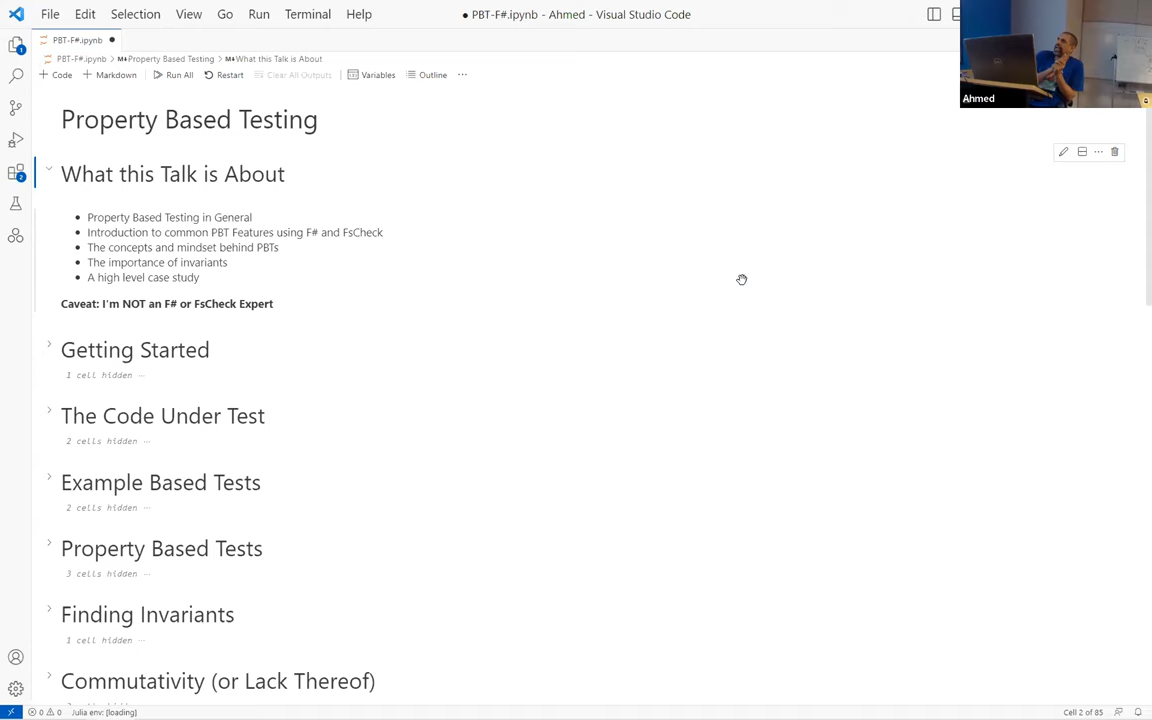 File Edit Selection View Go Run Terminal Help
● PBT-F#.ipynb - Ahmed - Visual Studio Code
PBT-F#.ipynb ●
PBT-F#.ipynb > M↓Property Based Testing > M↓What this Talk is About
+ Code + Markdown Run All Restart Clear All Outputs Variables Outline ...
Ahmed
Property Based Testing
What this Talk is About
• Property Based Testing in General
• Introduction to common PBT Features using F# and FsCheck
• The concepts and mindset behind PBTs
• The importance of invariants
• A high level case study
Caveat: I'm NOT an F# or FsCheck Expert
Getting Started
1 cell hidden ...
The Code Under Test
2 cells hidden ...
Example Based Tests
2 cells hidden ...
Property Based Tests
3 cells hidden ...
Finding Invariants
1 cell hidden ...
Commutativity (or Lack Thereof)
1
2
0 0 Julia env: [loading]
Cell 2 of 85